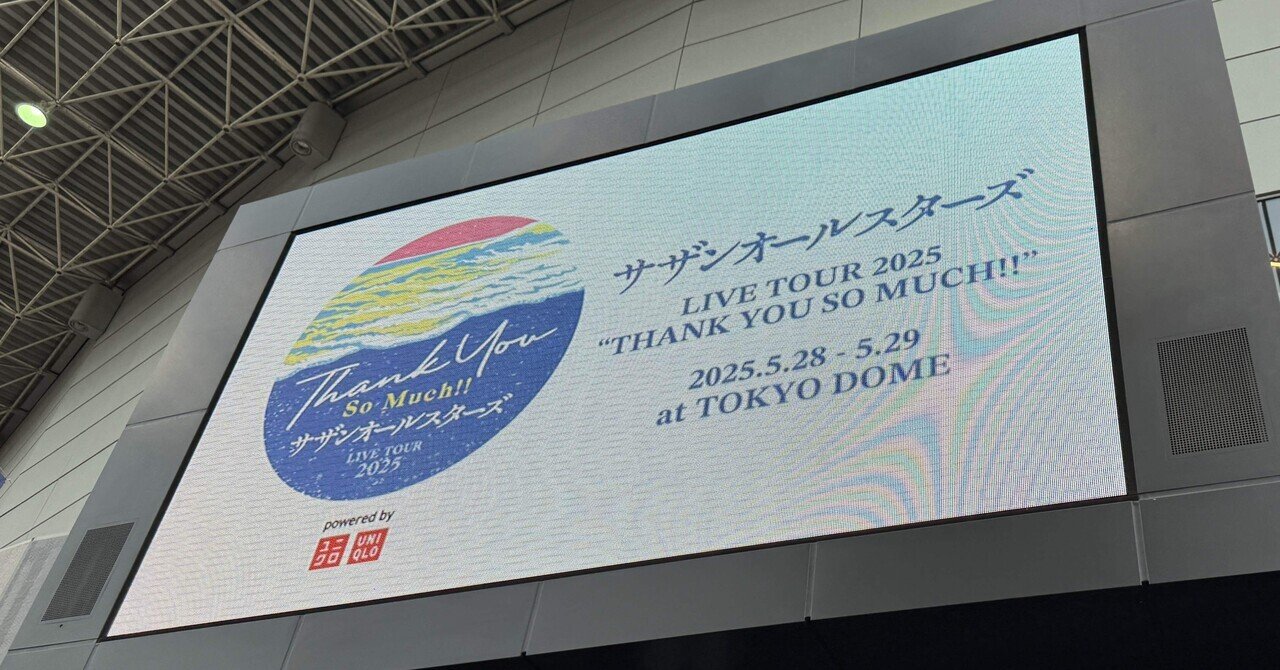 Thank You
So Much!!
サザンオールスターズ
LIVE TOUR
2025
powered by
ユニ
クロ
UNI
QLO
サザンオールスターズ
LIVE TOUR 2025
“THANK YOU SO MUCH!!”
2025.5.28 - 5.29
at TOKYO DOME